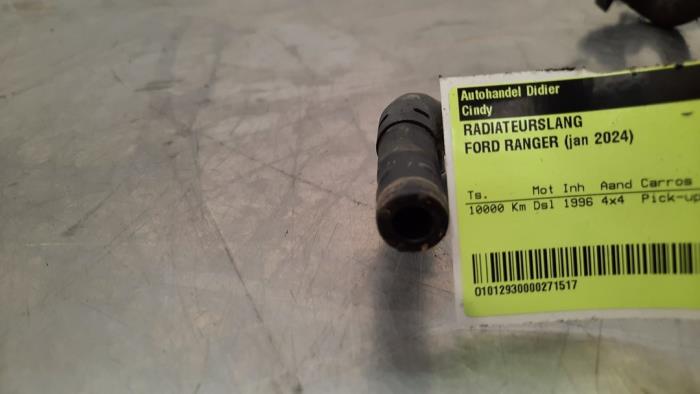 Autohandel Didier
Cindy
RADIATEURSLANG
FORD RANGER (jan 2024)
Ts. Mot Inh Aand Carros
10000 Km Dsl 1996 4x4 Pick-up
01012930000271517